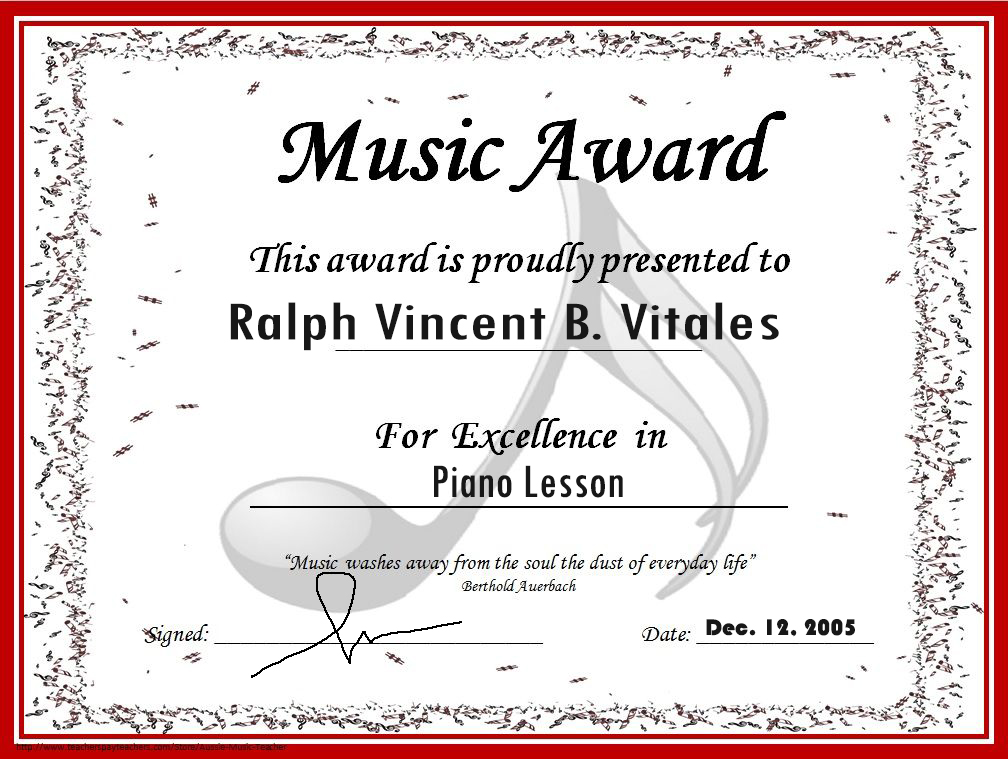 Music Award
This award is proudly presented to
Ralph Vincent B. Vitales
For Excellence in
Piano Lesson
“Music washes away from the soul the dust of everyday life”
Berthold Auerbach
Signed:
Date: Dec. 12, 2005
http://www.teacherspayteachers.com/Store/Aussie-Music-Teacher